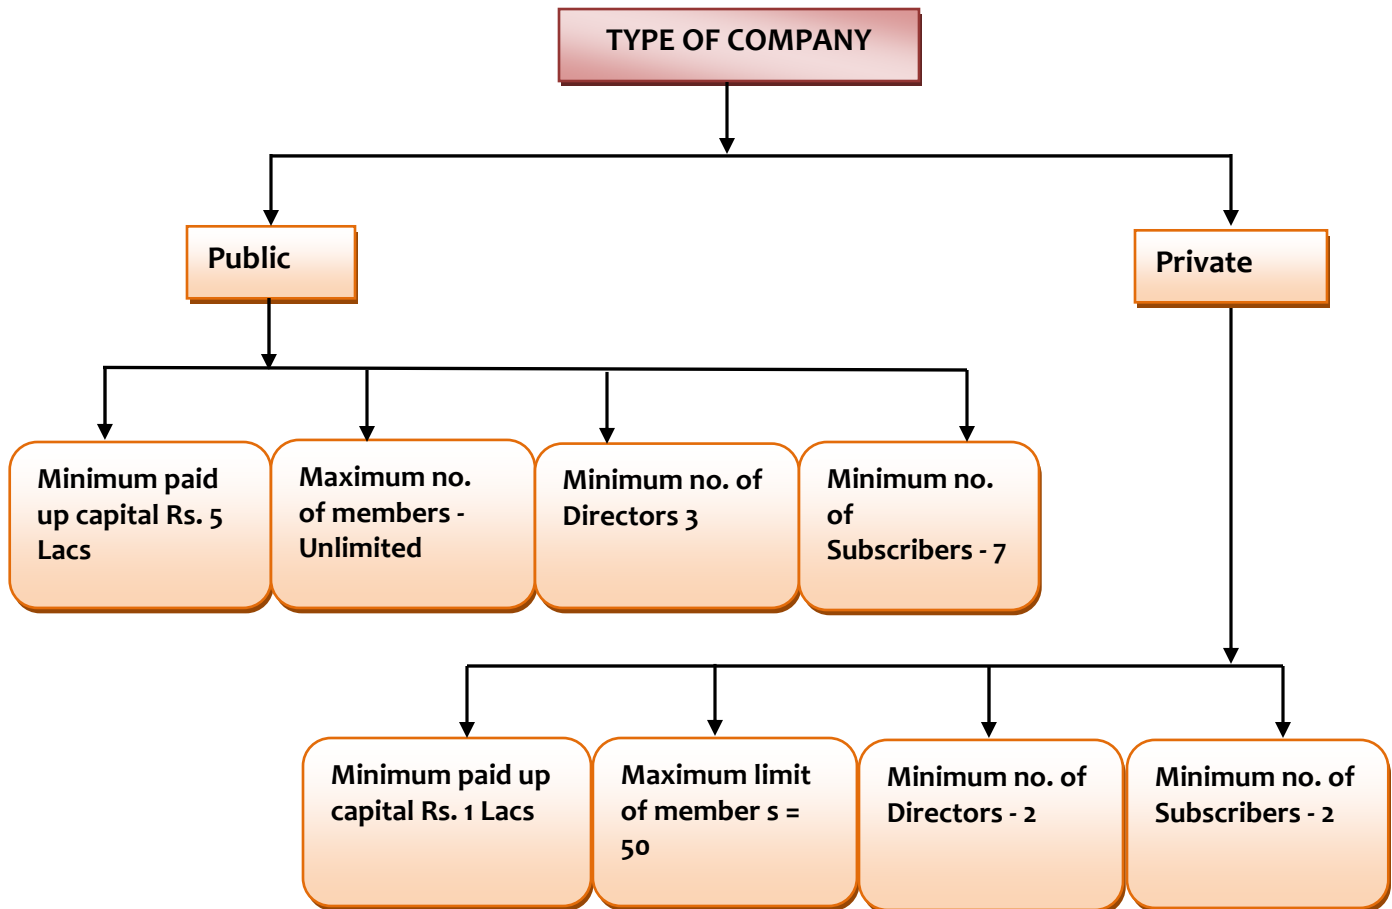 TYPE OF COMPANY
Public
Private
Minimum paid
up capital Rs. 5
Lacs
Maximum no.
of members -
Unlimited
Minimum no. of
Directors 3
Minimum no.
of
Subscribers - 7
Minimum paid up
capital Rs. 1 Lacs
Maximum limit
of member s =
50
Minimum no. of
Directors - 2
Minimum no. of
Subscribers - 2